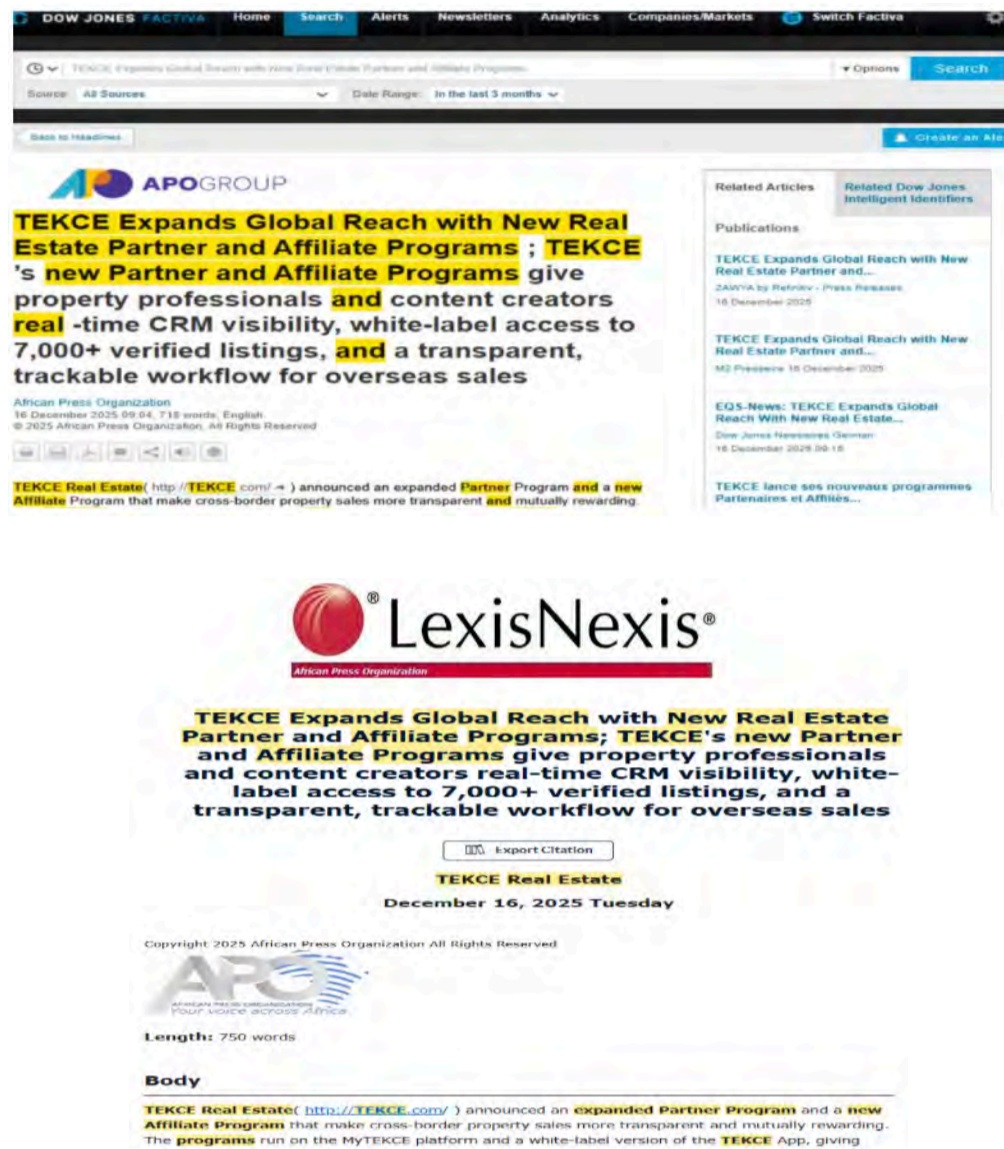 DOW JONES FACTIVA Home Search Alerts Newsletters Analytics Companies/Markets Switch Factiva
TEKCE Expands Global Reach with New Real Estate Partner and Affiliate Programs
Options Search
Source All Sources Date Range: In the last 3 months
Back to Headlines
Create an Ale
APOGROUP
TEKCE Expands Global Reach with New Real
Estate Partner and Affiliate Programs ; TEKCE
's new Partner and Affiliate Programs give
property professionals and content creators
real -time CRM visibility, white-label access to
7,000+ verified listings, and a transparent,
trackable workflow for overseas sales
African Press Organization
16 December 2025 09:04, 718 words, English
© 2025 African Press Organization, All Rights Reserved
TEKCE Real Estate( http://TEKCE com/ ) announced an expanded Partner Program and a new
Affiliate Program that make cross-border property sales more transparent and mutually rewarding.
Related Articles
Related Dow Jones
Intelligent Identifiers
Publications
TEKCE Expands Global Reach with New
Real Estate Partner and...
ZAWYA by Refinitiv - Press Releases
16 December 2025
TEKCE Expands Global Reach with New
Real Estate Partner and...
M2 Presswire 16 December 2025
EQS-News: TEKCE Expands Global
Reach With New Real Estate...
Dow Jones Newswires German
16 December 2025
TEKCE lance ses nouveaux programmes
Partenaires et Affiliés...
LexisNexis®
African Press Organization
TEKCE Expands Global Reach with New Real Estate
Partner and Affiliate Programs; TEKCE's new Partner
and Affiliate Programs give property professionals
and content creators real-time CRM visibility, white-
label access to 7,000+ verified listings, and a
transparent, trackable workflow for overseas sales
Export Citation
TEKCE Real Estate
December 16, 2025 Tuesday
Copyright 2025 African Press Organization All Rights Reserved
APO
AFRICAN PRESS ORGANIZATION
Your voice across Africa
Length: 750 words
Body
TEKCE Real Estate( http://TEKCE.com/ ) announced an expanded Partner Program and a new
Affiliate Program that make cross-border property sales more transparent and mutually rewarding.
The programs run on the MyTEKCE platform and a white-label version of the TEKCE App, giving